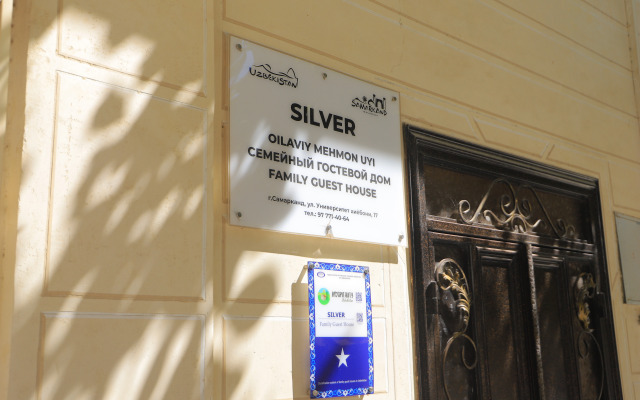 UZBEKISTAN
SAMARKAND
SILVER
OILAVIY MEHMON UYI
СЕМЕЙНЫЙ ГОСТЕВОЙ ДОМ
FAMILY GUEST HOUSE
г.Самарканд, ул. Университет хиёбони, 17
тел.: 97 771-40-64
SILVER
Family Guest House